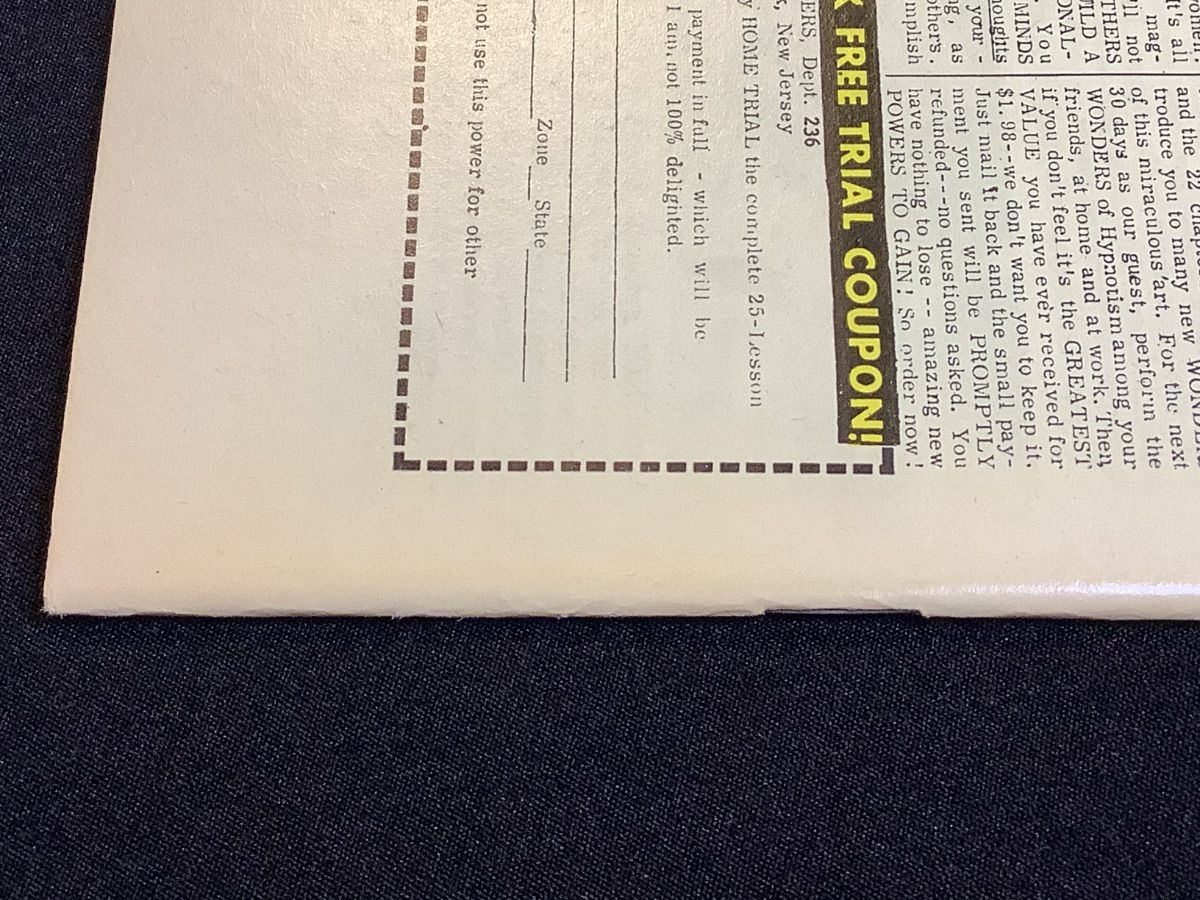 t's all
mag-
'll not
THERS
ILD A
ONAL-
You
MINDS
houghts
your -
ng, as
other's.
mplish
and the 22
troduce you to many new
of this miraculous art. For the next
30 days as our guest, perform the
WONDERS of Hypnotism among your
friends, at home and at work. Then,
if you don't feel it's the GREATEST
VALUE you have ever received for
$1.98--we don't want you to keep it.
Just mail it back and the small pay-
ment you sent will be PROMPTLY
refunded---no questions asked. You
have nothing to lose -- amazing new
POWERS TO GAIN! So order now!
K FREE TRIAL COUPON!
ERS, Dept. 236
, New Jersey
HOME TRIAL the complete 25-Lesson
payment in full - which will be
I am not 100% delighted.
Zone State
not use this power for other